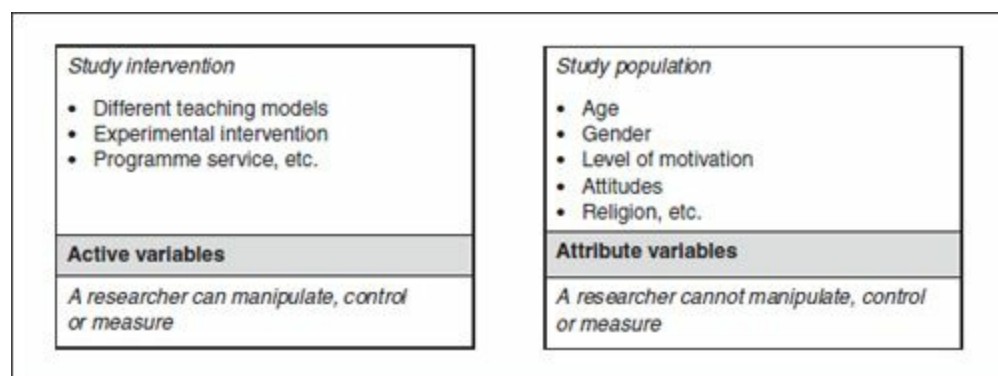 Study intervention
• Different teaching models
• Experimental intervention
• Programme service, etc.
Active variables
A researcher can manipulate, control
or measure
Study population
• Age
• Gender
• Level of motivation
• Attitudes
• Religion, etc.
Attribute variables
A researcher cannot manipulate, control
or measure